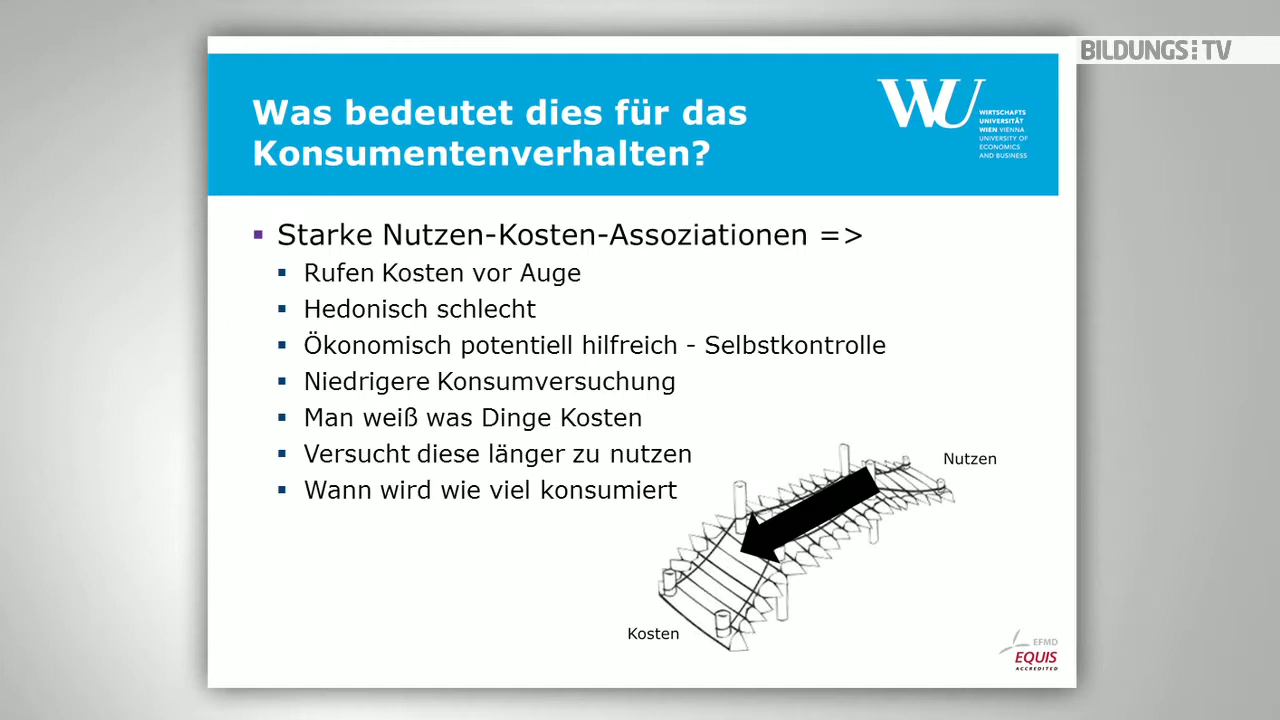 BILDUNGS:TV
Was bedeutet dies für das
Konsumentenverhalten?
WU
WIRTSCHAFTS
UNIVERSITÄT
WIEN VIENNA
UNIVERSITY OF
ECONOMICS
AND BUSINESS
Starke Nutzen-Kosten-Assoziationen =>
Rufen Kosten vor Auge
Hedonisch schlecht
Ökonomisch potentiell hilfreich - Selbstkontrolle
Niedrigere Konsumversuchung
Man weiß was Dinge Kosten
Versucht diese länger zu nutzen
Wann wird wie viel konsumiert
Nutzen
Kosten
EFMD
EQUIS
ACCREDITED